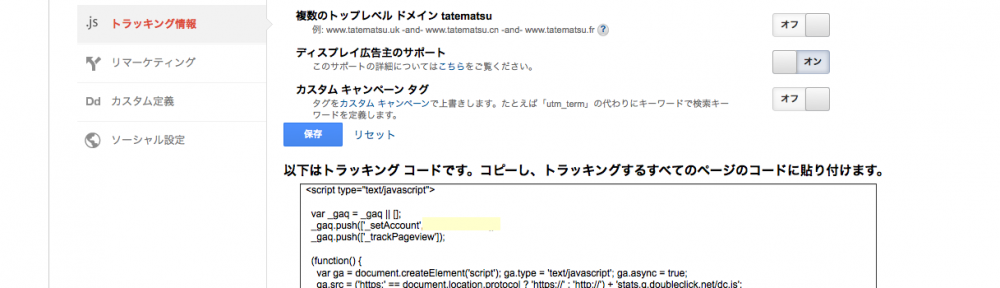 .js トラッキング情報
リマーケティング
Dd カスタム定義
ソーシャル設定
複数のトップレベル ドメイン tatematsu
例: www.tatematsu.uk -and- www.tatematsu.cn -and- www.tatematsu.fr ?
オフ
ディスプレイ広告主のサポート
このサポートの詳細についてはこちらをご覧ください。
オン
カスタム キャンペーン タグ
タグをカスタム キャンペーンで上書きします。たとえば「utm_term」の代わりにキーワードで検索キー
ワードを定義します。
オフ
保存 リセット
以下はトラッキング コードです。コピーし、トラッキングするすべてのページのコードに貼り付けます。
<script type="text/javascript">
var _gaq = _gaq || [];
_gaq.push(['_setAccount',
_gaq.push(['_trackPageview']);
(function() {
var ga = document.createElement('script'); ga.type = 'text/javascript'; ga.async = true;
ga.src = ('https:' == document.location.protocol ? 'https://' : 'http://') + 'stats.g.doubleclick.net/dc.js';